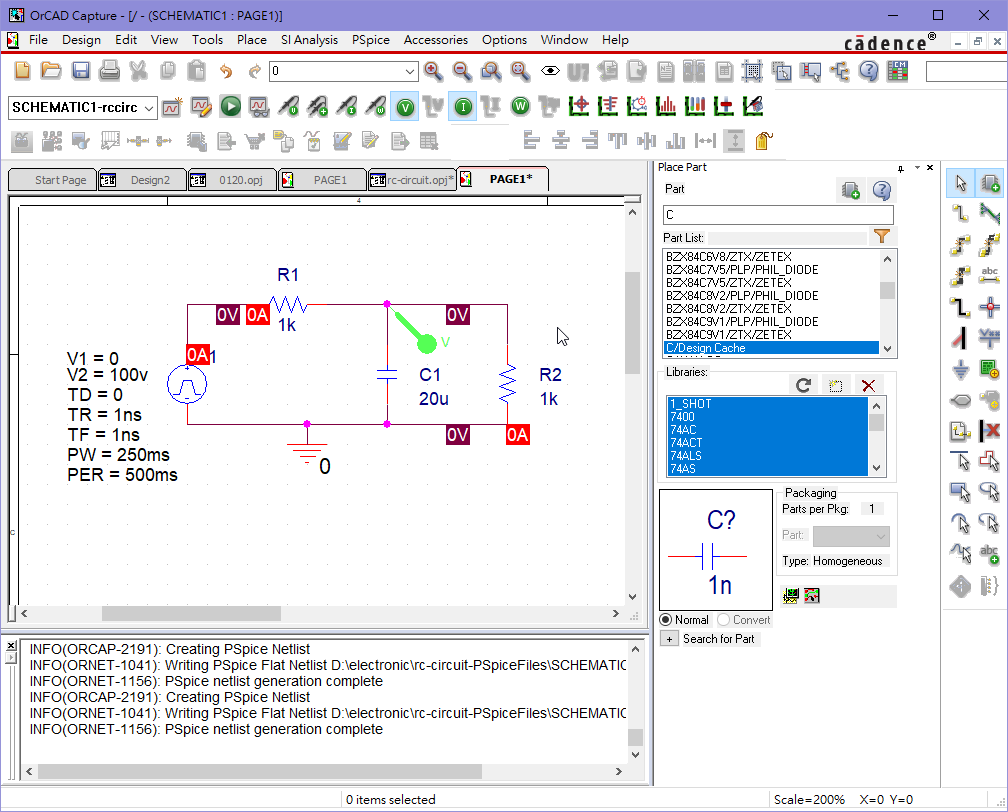 OrCAD Capture - [/ - (SCHEMATIC1 : PAGE1)]
File Design Edit View Tools Place SI Analysis PSpice Accessories Options Window Help
cādence®
0
U?
SCHEMATIC1-rcirc
V I W
Start Page Design2 0120.opj PAGE1 rc-circuit.opj* PAGE1*
4
R1
0V 0A 0V
1k
V
0A 1
V1 = 0
V2 = 100v
TD = 0
TR = 1ns
TF = 1ns
PW = 250ms
PER = 500ms
C1
20u
R2
1k
0V 0A
0
C
Place Part
Part
C
Part List:
BZX84C6V8/ZTX/ZETEX
BZX84C7V5/PLP/PHIL_DIODE
BZX84C7V5/ZTX/ZETEX
BZX84C8V2/PLP/PHIL_DIODE
BZX84C8V2/ZTX/ZETEX
BZX84C9V1/PLP/PHIL_DIODE
BZX84C9V1/ZTX/ZETEX
C/Design Cache
Libraries:
1_SHOT
7400
74AC
74ACT
74ALS
74AS
C?
1n
Packaging
Parts per Pkg: 1
Part:
Type: Homogeneous
Normal Convert
+ Search for Part
abc
abc
INFO(ORCAP-2191): Creating PSpice Netlist
INFO(ORNET-1041): Writing PSpice Flat Netlist D:\electronic\rc-circuit-PSpiceFiles\SCHEMATIC
INFO(ORNET-1156): PSpice netlist generation complete
INFO(ORCAP-2191): Creating PSpice Netlist
INFO(ORNET-1041): Writing PSpice Flat Netlist D:\electronic\rc-circuit-PSpiceFiles\SCHEMATIC
INFO(ORNET-1156): PSpice netlist generation complete
0 items selected
Scale=200% X=0 Y=0